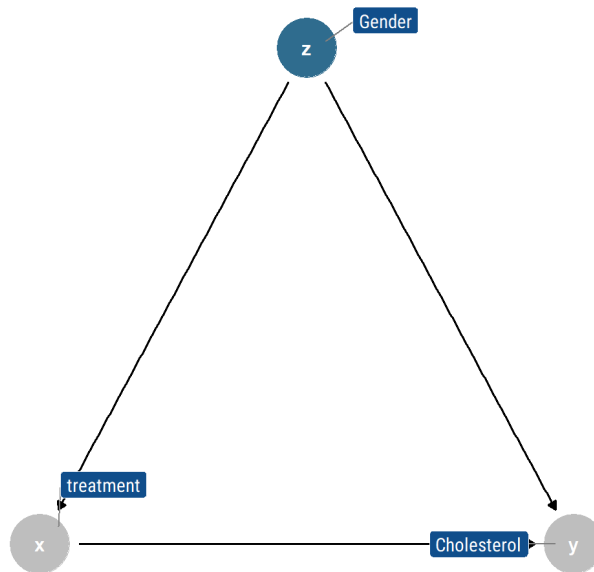 Gender
z
treatment
x
Cholesterol
y